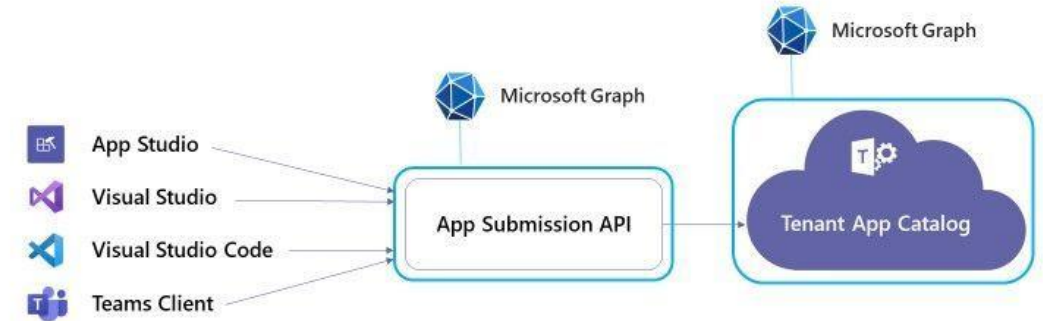 Microsoft Graph
Microsoft Graph
App Studio
Visual Studio
App Submission API
T
Tenant App Catalog
Visual Studio Code
T
Teams Client